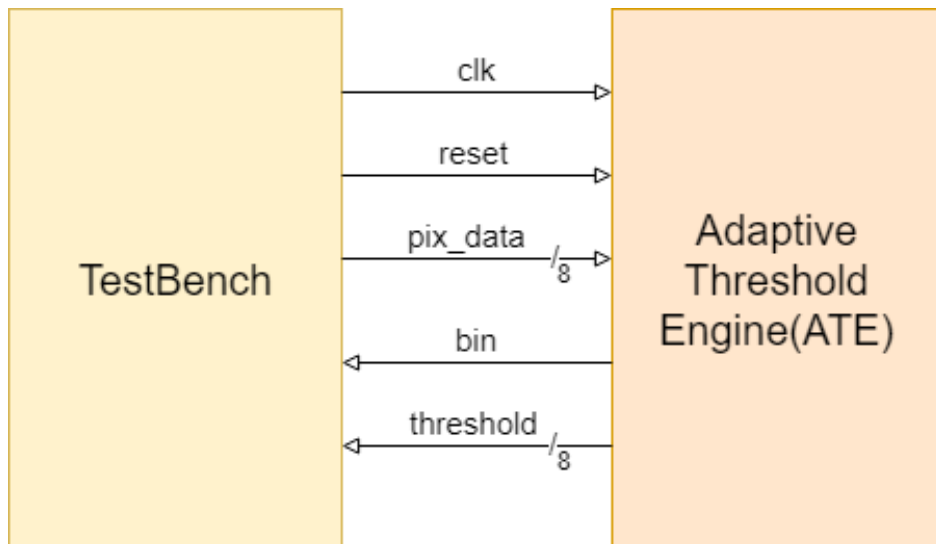 TestBench
clk
reset
pix_data
/8
bin
threshold
/8
Adaptive
Threshold
Engine(ATE)